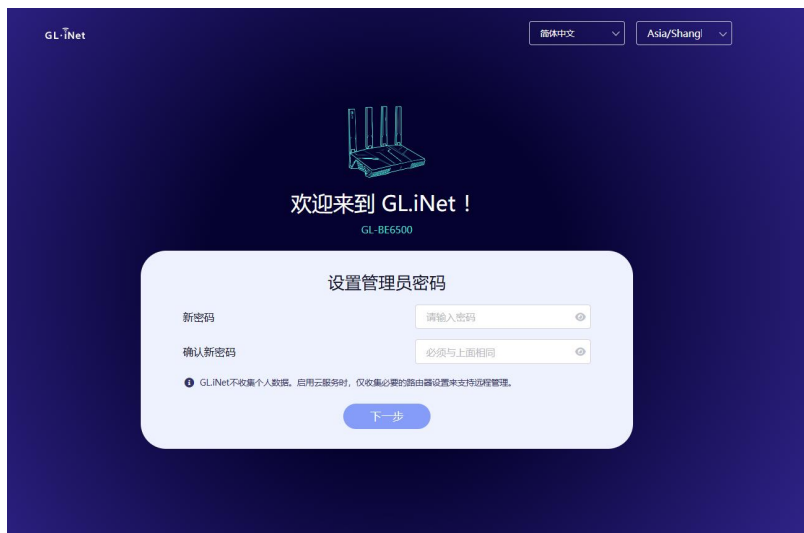 GL·iNet
简体中文
Asia/Shangl
欢迎来到 GL.iNet！
GL-BE6500
设置管理员密码
新密码
请输入密码
确认新密码
必须与上面相同
GL.iNet不收集个人数据。启用云服务时，仅收集必要的路由器设置来支持远程管理。
下一步